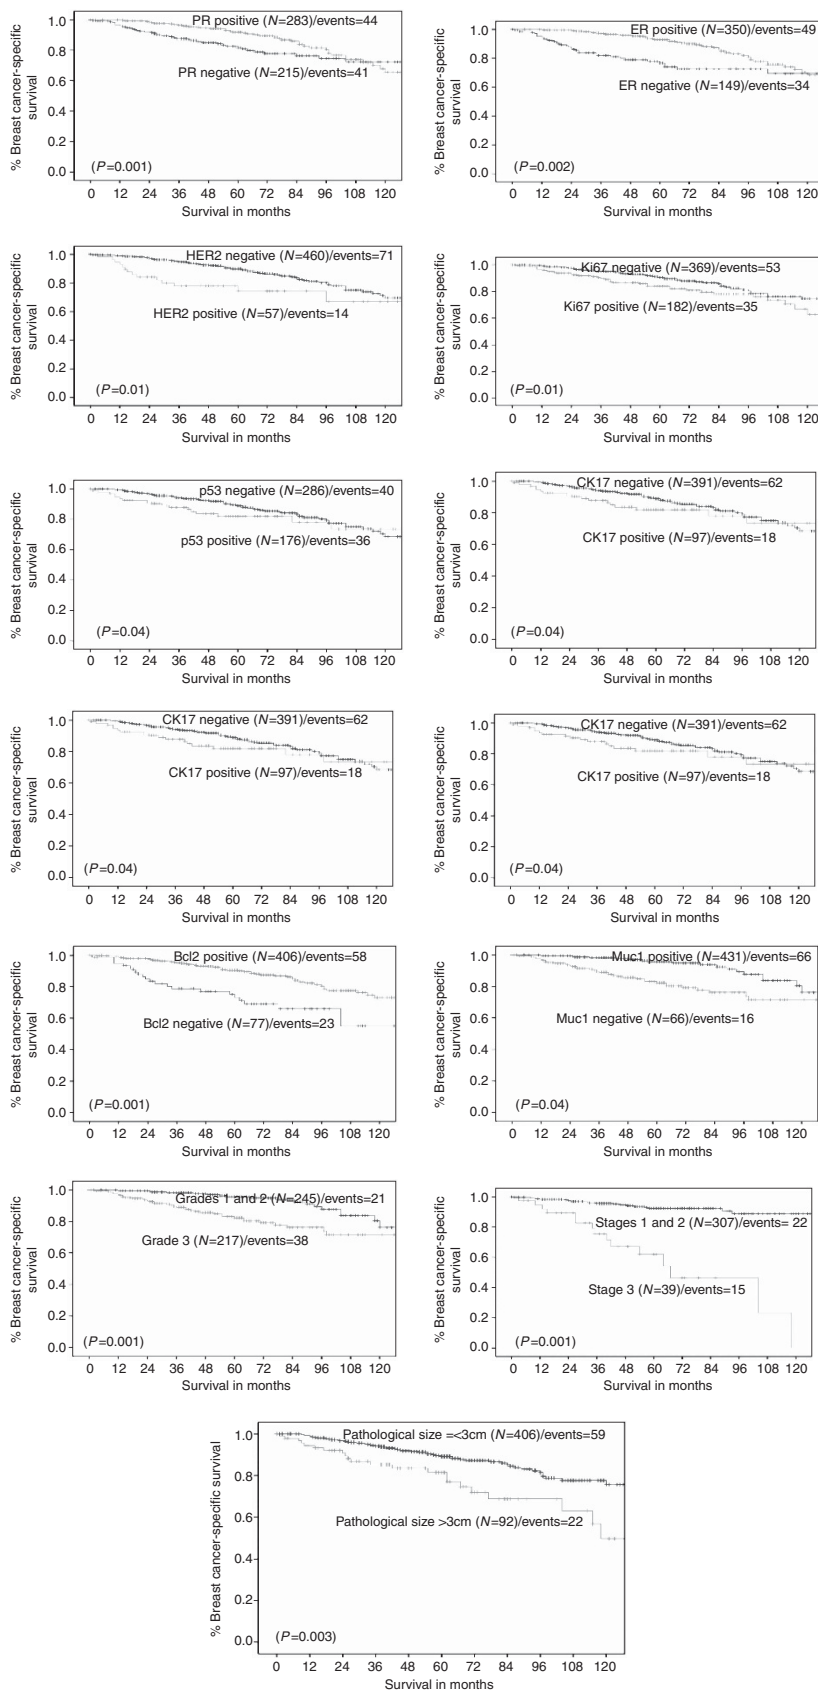 PR positive (N=283)/events=44
1.0
0.8
PR negative (N=215)/events=41
0.6
0.4
0.2
(P=0.001)
0.0
0 12 24 36 48 60 72 84 96 108 120
Survival in months
% Breast cancer-specific
survival
ER positive (N=350)/events=49
1.0
0.8
ER negative (N=149)/events=34
0.6
0.4
0.2
(P=0.002)
0.0
0 12 24 36 48 60 72 84 96 108 120
Survival in months
% Breast cancer-specific
survival
HER2 negative (N=460)/events=71
1.0
0.8
HER2 positive (N=57)/events=14
0.6
0.4
0.2
(P=0.01)
0.0
0 12 24 36 48 60 72 84 96 108 120
Survival in months
% Breast cancer-specific
survival
Ki67 negative (N=369)/events=53
1.0
0.8
Ki67 positive (N=182)/events=35
0.6
0.4
0.2
(P=0.01)
0.0
0 12 24 36 48 60 72 84 96 108 120
Survival in months
% Breast cancer-specific
survival
p53 negative (N=286)/events=40
1.0
0.8
p53 positive (N=176)/events=36
0.6
0.4
0.2
(P=0.04)
0.0
0 12 24 36 48 60 72 84 96 108 120
Survival in months
% Breast cancer-specific
survival
CK17 negative (N=391)/events=62
1.0
0.8
CK17 positive (N=97)/events=18
0.6
0.4
0.2
(P=0.04)
0.0
0 12 24 36 48 60 72 84 96 108 120
Survival in months
% Breast cancer-specific
survival
CK17 negative (N=391)/events=62
1.0
0.8
CK17 positive (N=97)/events=18
0.6
0.4
0.2
(P=0.04)
0.0
0 12 24 36 48 60 72 84 96 108 120
Survival in months
% Breast cancer-specific
survival
CK17 negative (N=391)/events=62
1.0
0.8
CK17 positive (N=97)/events=18
0.6
0.4
0.2
(P=0.04)
0.0
0 12 24 36 48 60 72 84 96 108 120
Survival in months
% Breast cancer-specific
survival
Bcl2 positive (N=406)/events=58
1.0
0.8
Bcl2 negative (N=77)/events=23
0.6
0.4
0.2
(P=0.001)
0.0
0 12 24 36 48 60 72 84 96 108 120
Survival in months
% Breast cancer-specific
survival
Muc1 positive (N=431)/events=66
1.0
0.8
Muc1 negative (N=66)/events=16
0.6
0.4
0.2
(P=0.04)
0.0
0 12 24 36 48 60 72 84 96 108 120
Survival in months
% Breast cancer-specific
survival
Grades 1 and 2 (N=245)/events=21
1.0
0.8
Grade 3 (N=217)/events=38
0.6
0.4
0.2
(P=0.001)
0.0
0 12 24 36 48 60 72 84 96 108 120
Survival in months
% Breast cancer-specific
survival
1.0
Stages 1 and 2 (N=307)/events= 22
0.8
0.6
0.4
Stage 3 (N=39)/events=15
0.2
(P=0.001)
0.0
0 12 24 36 48 60 72 84 96 108 120
Survival in months
% Breast cancer-specific
survival
Pathological size =<3cm (N=406)/events=59
1.0
0.8
Pathological size >3cm (N=92)/events=22
0.6
0.4
0.2
(P=0.003)
0.0
0 12 24 36 48 60 72 84 96 108 120
Survival in months
% Breast cancer-specific survival